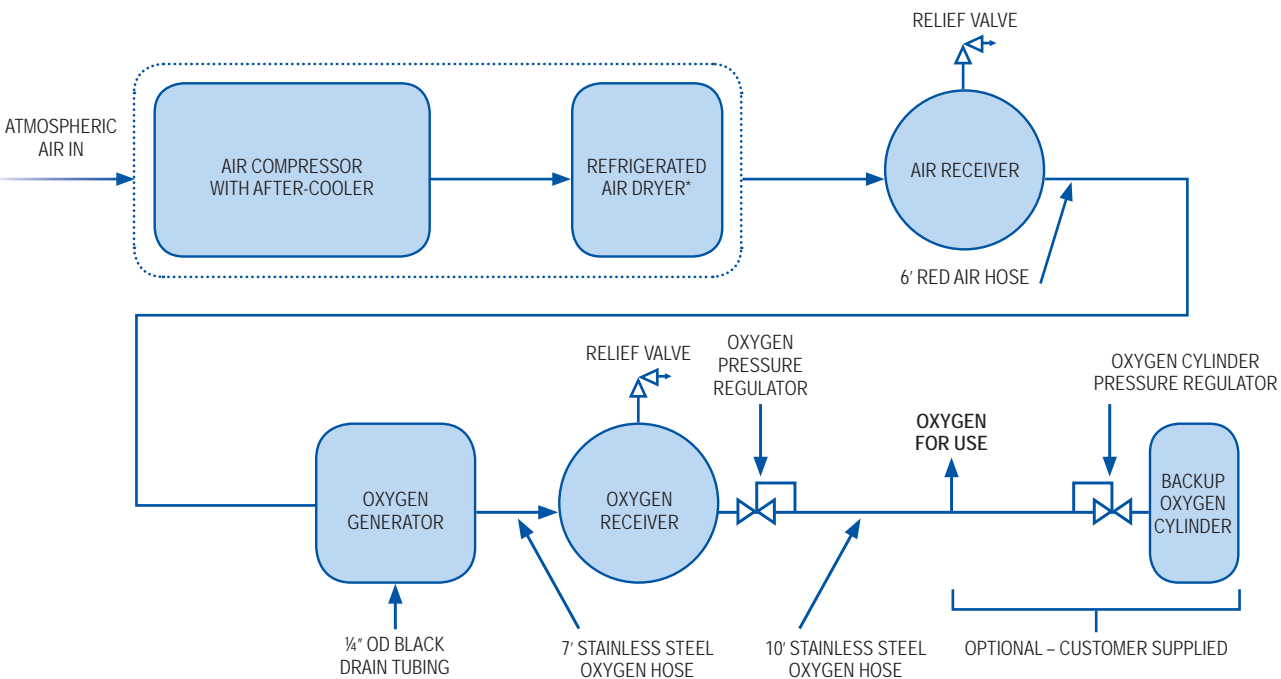 RELIEF VALVE
ATMOSPHERIC
AIR IN
AIR COMPRESSOR
WITH AFTER-COOLER
REFRIGERATED
AIR DRYER*
AIR RECEIVER
6′ RED AIR HOSE
RELIEF VALVE
OXYGEN
PRESSURE
REGULATOR
OXYGEN CYLINDER
PRESSURE REGULATOR
OXYGEN
FOR USE
OXYGEN
GENERATOR
OXYGEN
RECEIVER
BACKUP
OXYGEN
CYLINDER
¼″ OD BLACK
DRAIN TUBING
7′ STAINLESS STEEL
OXYGEN HOSE
10′ STAINLESS STEEL
OXYGEN HOSE
OPTIONAL – CUSTOMER SUPPLIED